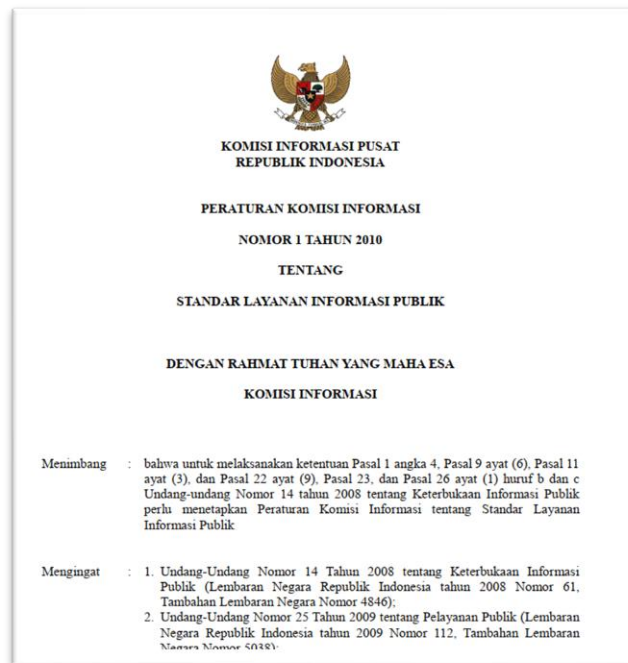 KOMISI INFORMASI PUSAT
REPUBLIK INDONESIA
PERATURAN KOMISI INFORMASI
NOMOR 1 TAHUN 2010
TENTANG
STANDAR LAYANAN INFORMASI PUBLIK
DENGAN RAHMAT TUHAN YANG MAHA ESA
KOMISI INFORMASI
Menimbang : bahwa untuk melaksanakan ketentuan Pasal 1 angka 4, Pasal 9 ayat (6), Pasal 11
ayat (3), dan Pasal 22 ayat (9), Pasal 23, dan Pasal 26 ayat (1) huruf b dan c
Undang-undang Nomor 14 tahun 2008 tentang Keterbukaan Informasi Publik
perlu menetapkan Peraturan Komisi Informasi tentang Standar Layanan
Informasi Publik
Mengingat : 1. Undang-Undang Nomor 14 Tahun 2008 tentang Keterbukaan Informasi
Publik (Lembaran Negara Republik Indonesia tahun 2008 Nomor 61,
Tambahan Lembaran Negara Nomor 4846);
2. Undang-Undang Nomor 25 Tahun 2009 tentang Pelayanan Publik (Lembaran
Negara Republik Indonesia tahun 2009 Nomor 112, Tambahan Lembaran
Negara Nomor 5038);